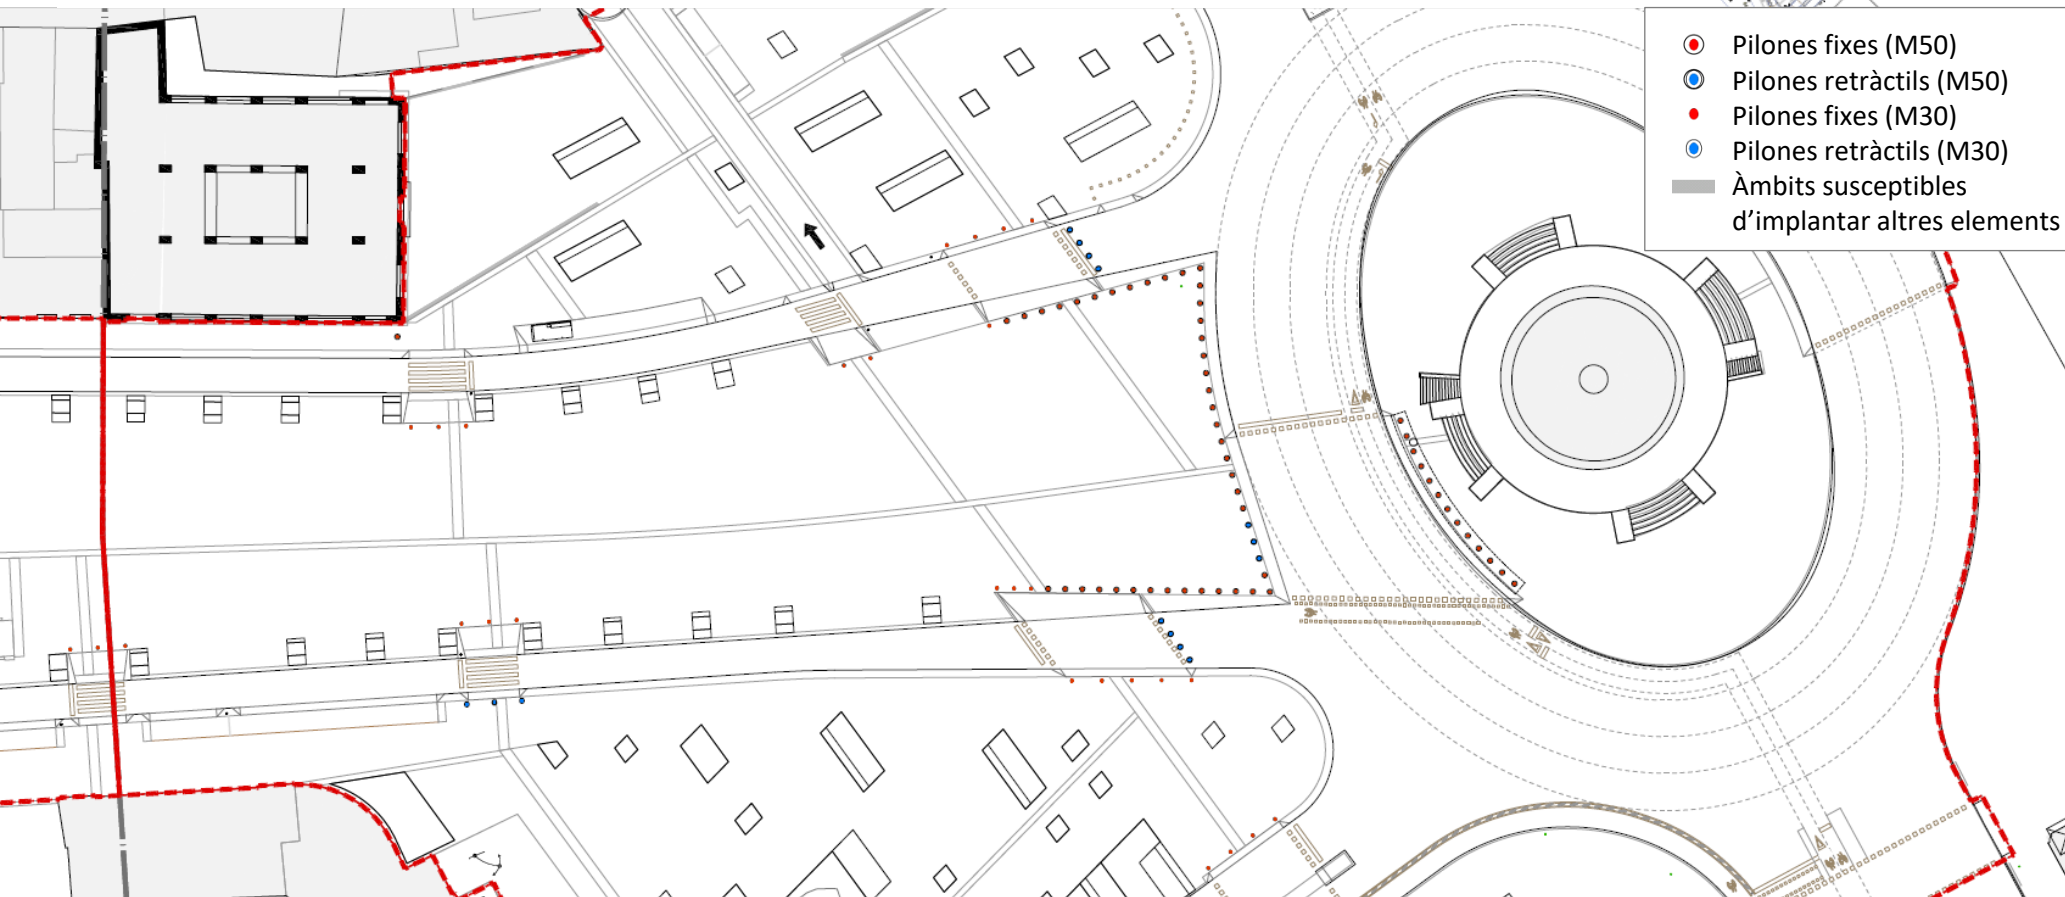 Pilones fixes (M50)
Pilones retràctils (M50)
Pilones fixes (M30)
Pilones retràctils (M30)
Àmbits susceptibles
d’implantar altres elements